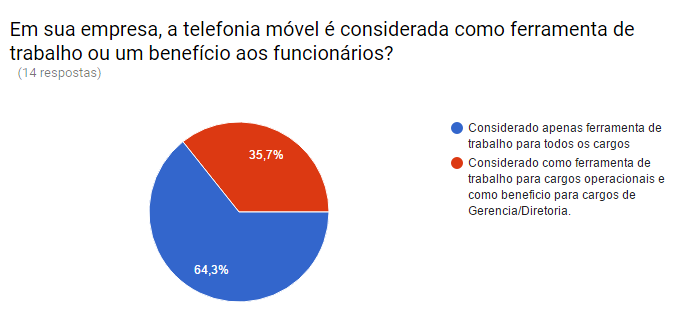 Em sua empresa, a telefonia móvel é considerada como ferramenta de
trabalho ou um benefício aos funcionários?
(14 respostas)
35,7%
64,3%
Considerado apenas ferramenta de
trabalho para todos os cargos
Considerado como ferramenta de
trabalho para cargos operacionais e
como beneficio para cargos de
Gerencia/Diretoria.